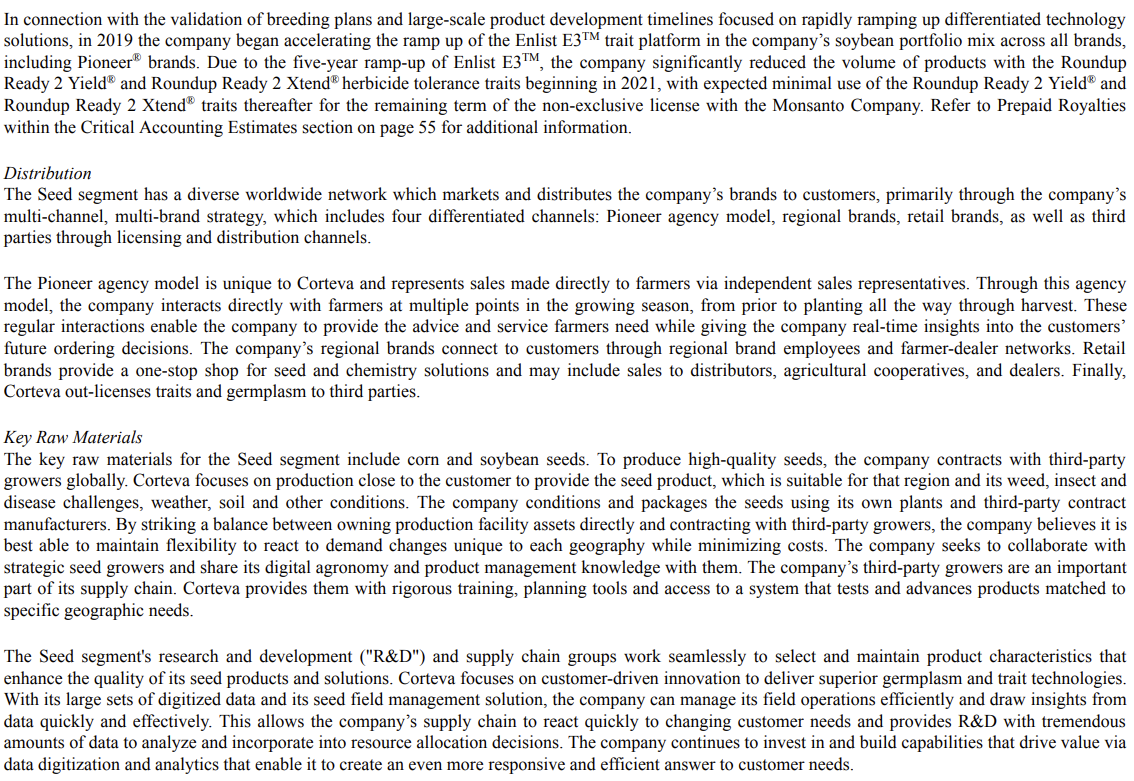 In connection with the validation of breeding plans and large-scale product development timelines focused on rapidly ramping up differentiated technology
solutions, in 2019 the company began accelerating the ramp up of the Enlist E3™ trait platform in the company's soybean portfolio mix across all brands,
including Pioneer® brands. Due to the five-year ramp-up of Enlist E3™, the company significantly reduced the volume of products with the Roundup
Ready 2 Yield® and Roundup Ready 2 Xtend® herbicide tolerance traits beginning in 2021, with expected minimal use of the Roundup Ready 2 Yield® and
Roundup Ready 2 Xtend® traits thereafter for the remaining term of the non-exclusive license with the Monsanto Company. Refer to Prepaid Royalties
within the Critical Accounting Estimates section on page 55 for additional information.
Distribution
The Seed segment has a diverse worldwide network which markets and distributes the company's brands to customers, primarily through the company's
multi-channel, multi-brand strategy, which includes four differentiated channels: Pioneer agency model, regional brands, retail brands, as well as third
parties through licensing and distribution channels.
The Pioneer agency model is unique to Corteva and represents sales made directly to farmers via independent sales representatives. Through this agency
model, the company interacts directly with farmers at multiple points in the growing season, from prior to planting all the way through harvest. These
regular interactions enable the company to provide the advice and service farmers need while giving the company real-time insights into the customers'
future ordering decisions. The company's regional brands connect to customers through regional brand employees and farmer-dealer networks. Retail
brands provide a one-stop shop for seed and chemistry solutions and may include sales to distributors, agricultural cooperatives, and dealers. Finally,
Corteva out-licenses traits and germplasm to third parties.
Key Raw Materials
The key raw materials for the Seed segment include corn and soybean seeds. To produce high-quality seeds, the company contracts with third-party
growers globally. Corteva focuses on production close to the customer to provide the seed product, which is suitable for that region and its weed, insect and
disease challenges, weather, soil and other conditions. The company conditions and packages the seeds using its own plants and third-party contract
manufacturers. By striking a balance between owning production facility assets directly and contracting with third-party growers, the company believes it is
best able to maintain flexibility to react to demand changes unique to each geography while minimizing costs. The company seeks to collaborate with
strategic seed growers and share its digital agronomy and product management knowledge with them. The company's third-party growers are an important
part of its supply chain. Corteva provides them with rigorous training, planning tools and access to a system that tests and advances products matched to
specific geographic needs.
The Seed segment's research and development ("R&D") and supply chain groups work seamlessly to select and maintain product characteristics that
enhance the quality of its seed products and solutions. Corteva focuses on customer-driven innovation to deliver superior germplasm and trait technologies.
With its large sets of digitized data and its seed field management solution, the company can manage its field operations efficiently and draw insights from
data quickly and effectively. This allows the company's supply chain to react quickly to changing customer needs and provides R&D with tremendous
amounts of data to analyze and incorporate into resource allocation decisions. The company continues to invest in and build capabilities that drive value via
data digitization and analytics that enable it to create an even more responsive and efficient answer to customer needs.